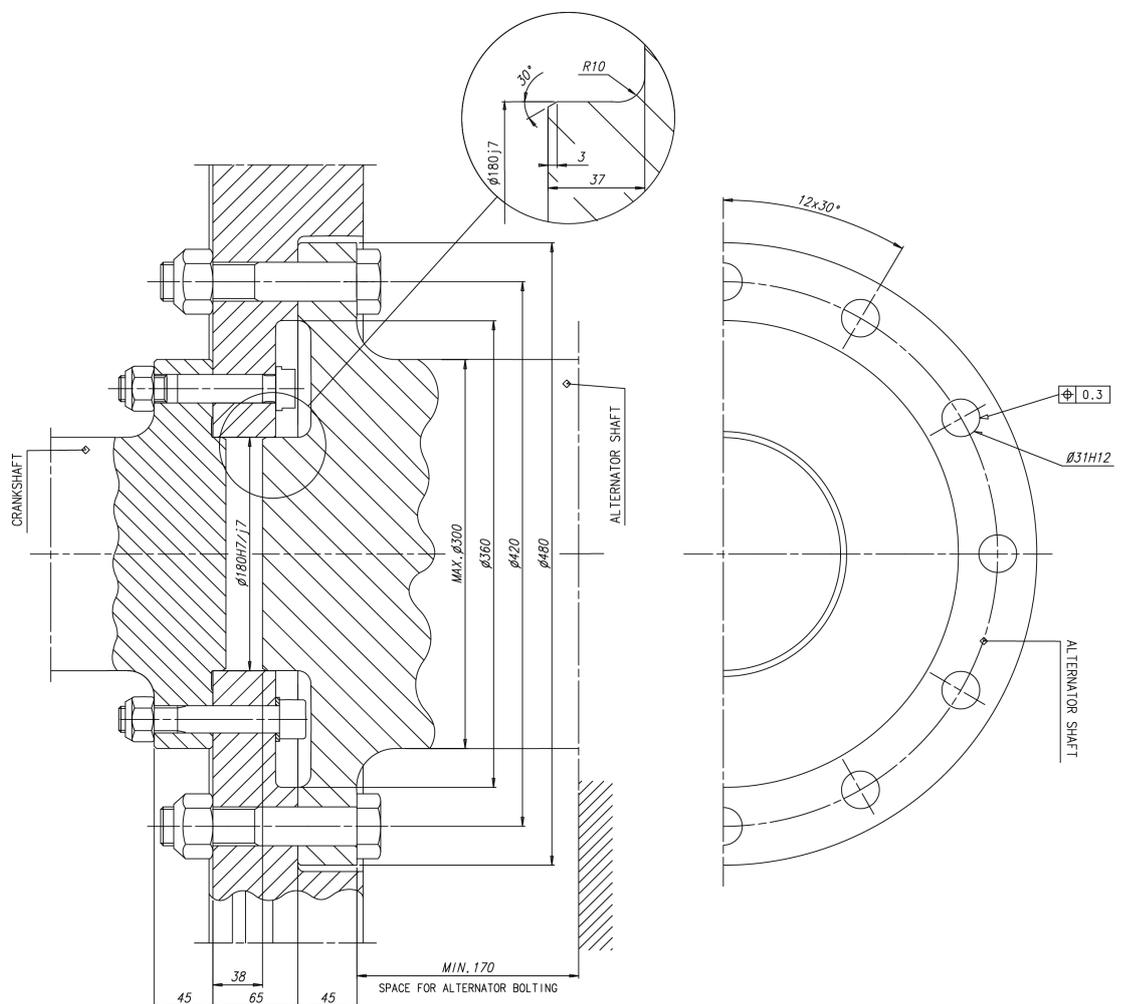 30°
R10
Ø180j7
3
37
12x30°
0.3
Ø31H12
CRANKSHAFT
ALTERNATOR SHAFT
Ø180H7/j7
MAX.Ø300
Ø360
Ø420
Ø480
ALTERNATOR SHAFT
38
MIN.170
45
65
45
SPACE FOR ALTERNATOR BOLTING